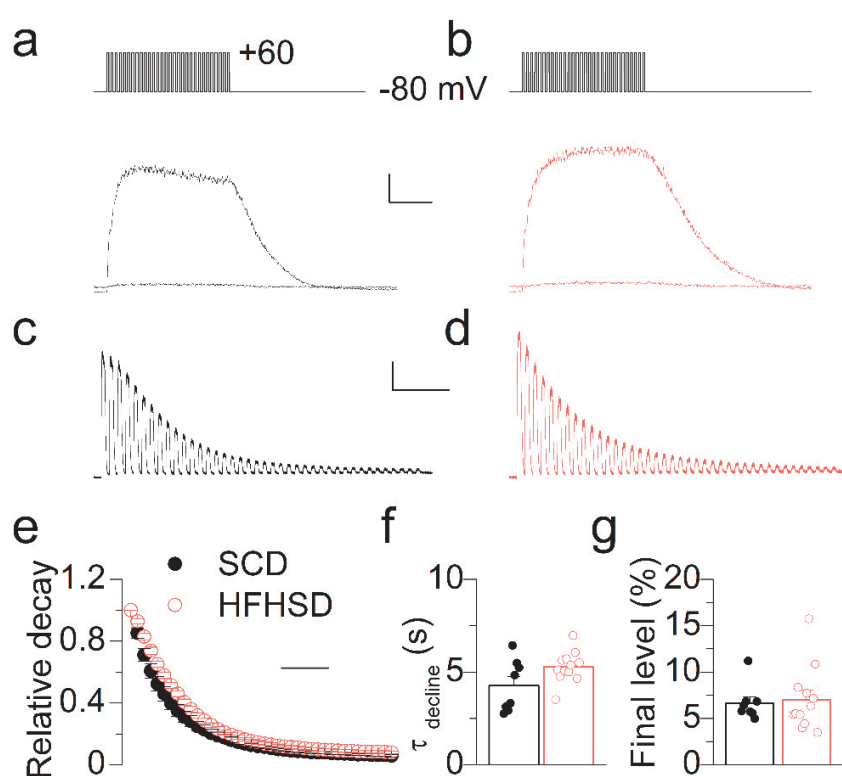 a
b
+60
-80 mV
c
d
e
f
g
SCD
HFHSD
Relative decay
1.2
0.8
0.4
0
τ decline (s)
10
5
0
Final level (%)
20
15
10
5
0